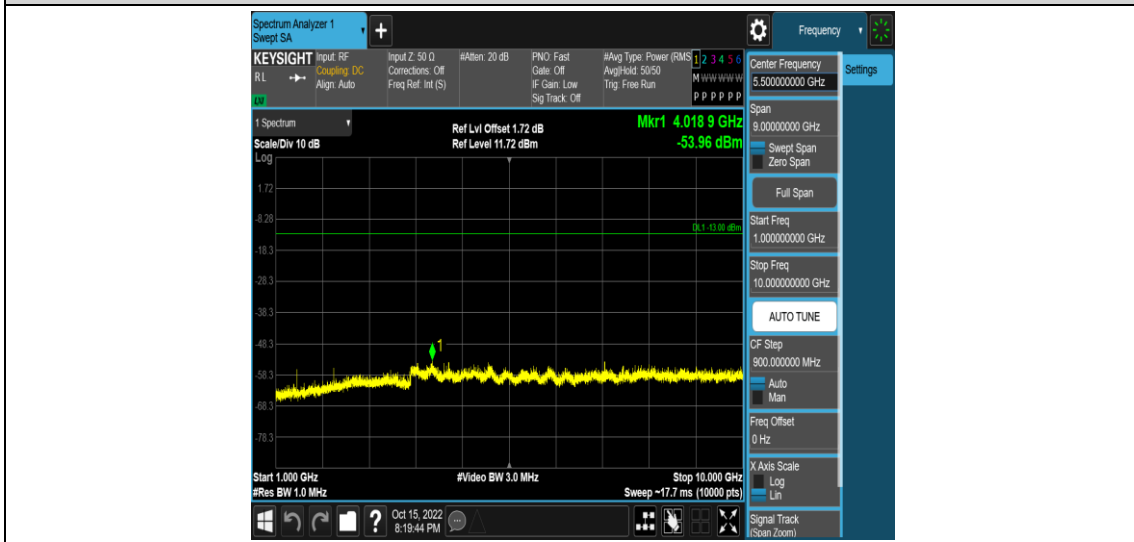 Spectrum Analyzer 1
Swept SA
Frequency
KEYSIGHT
RL
Input: RF
Coupling: DC
Align: Auto
Input Z: 50 Ω
Corrections: Off
Freq Ref: Int (S)
#Atten: 20 dB
PNO: Fast
Gate: Off
IF Gain: Low
Sig Track: Off
#Avg Type: Power (RMS
Avg|Hold: 50/50
Trig: Free Run
1 2 3 4 5 6
M W W W W W
P P P P P P
1 Spectrum
Scale/Div 10 dB
Log
Ref Lvl Offset 1.72 dB
Ref Level 11.72 dBm
Mkr1 4.018 9 GHz
-53.96 dBm
1.72
-8.28
DL1 -13.00 dBm
-18.3
-28.3
-38.3
-48.3
1
-58.3
-68.3
-78.3
Start 1.000 GHz
#Video BW 3.0 MHz
Stop 10.000 GHz
#Res BW 1.0 MHz
Sweep ~17.7 ms (10000 pts)
Oct 15, 2022
8:19:44 PM
Center Frequency
5.50000000 GHz
Settings
Span
9.00000000 GHz
Swept Span
Zero Span
Full Span
Start Freq
1.000000000 GHz
Stop Freq
10.000000000 GHz
AUTO TUNE
CF Step
900.000000 MHz
Auto
Man
Freq Offset
0 Hz
X Axis Scale
Log
Lin
Signal Track
(Span Zoom)